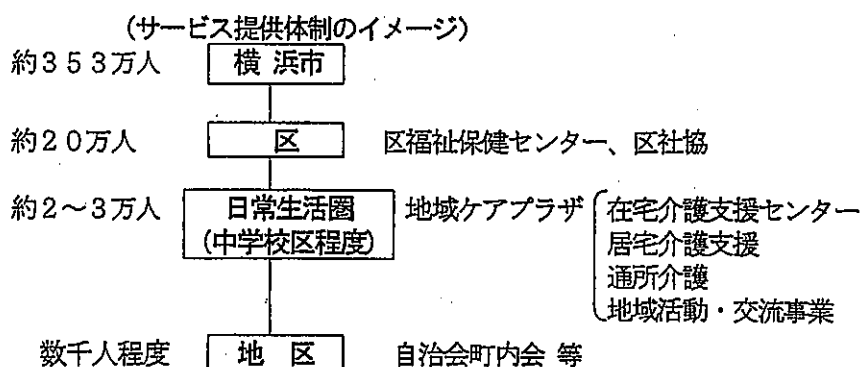 (サービス提供体制のイメージ)
約353万人 横 浜市
約20万人 区 区福祉保健センター、区社協
約2～3万人 日常生活圏 地域ケアプラザ 在宅介護支援センター
(中学校区程度) 居宅介護支援
通所介護
地域活動・交流事業
数千人程度 地 区 自治会町内会 等